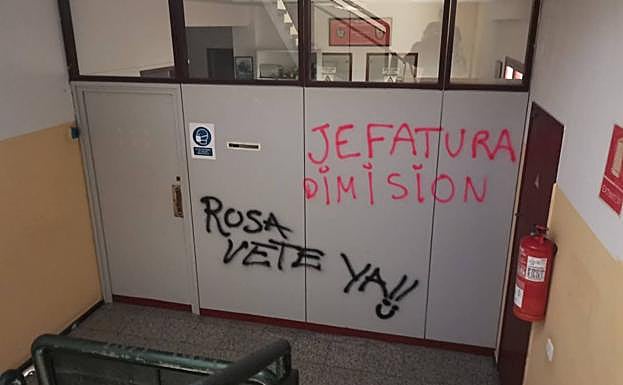 JEFATURA
DIMISION
ROSA
VETE YA!!